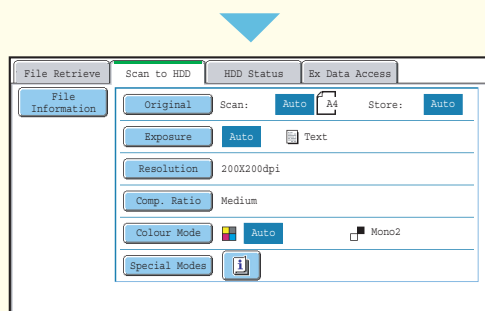 File Retrieve Scan to HDD HDD Status Ex Data Access
File Information
Original Scan: Auto A4 Store: Auto
Exposure Auto Text
Resolution 200X200dpi
Comp. Ratio Medium
Colour Mode Auto Mono2
Special Modes